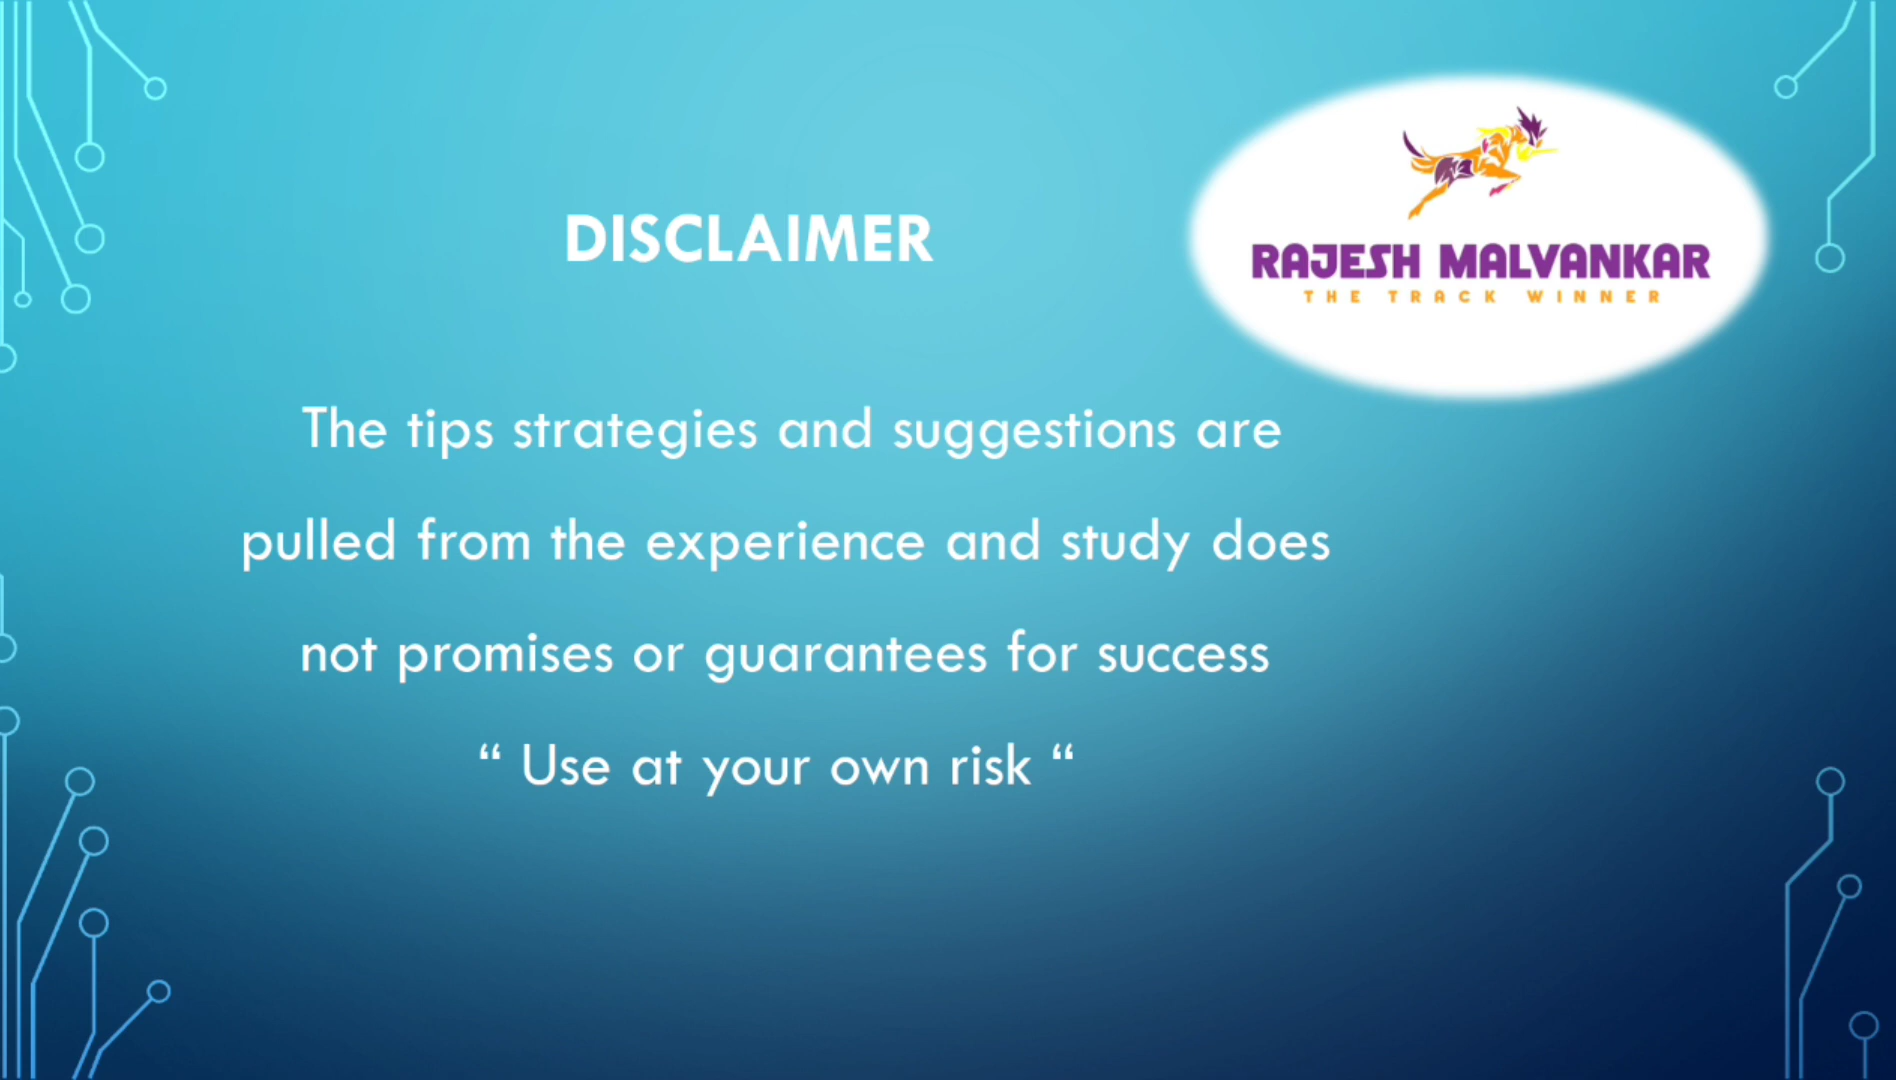 RAJESH MALVANKAR
THE TRACK WINNER
DISCLAIMER
The tips strategies and suggestions are
pulled from the experience and study does
not promises or guarantees for success
“ Use at your own risk “